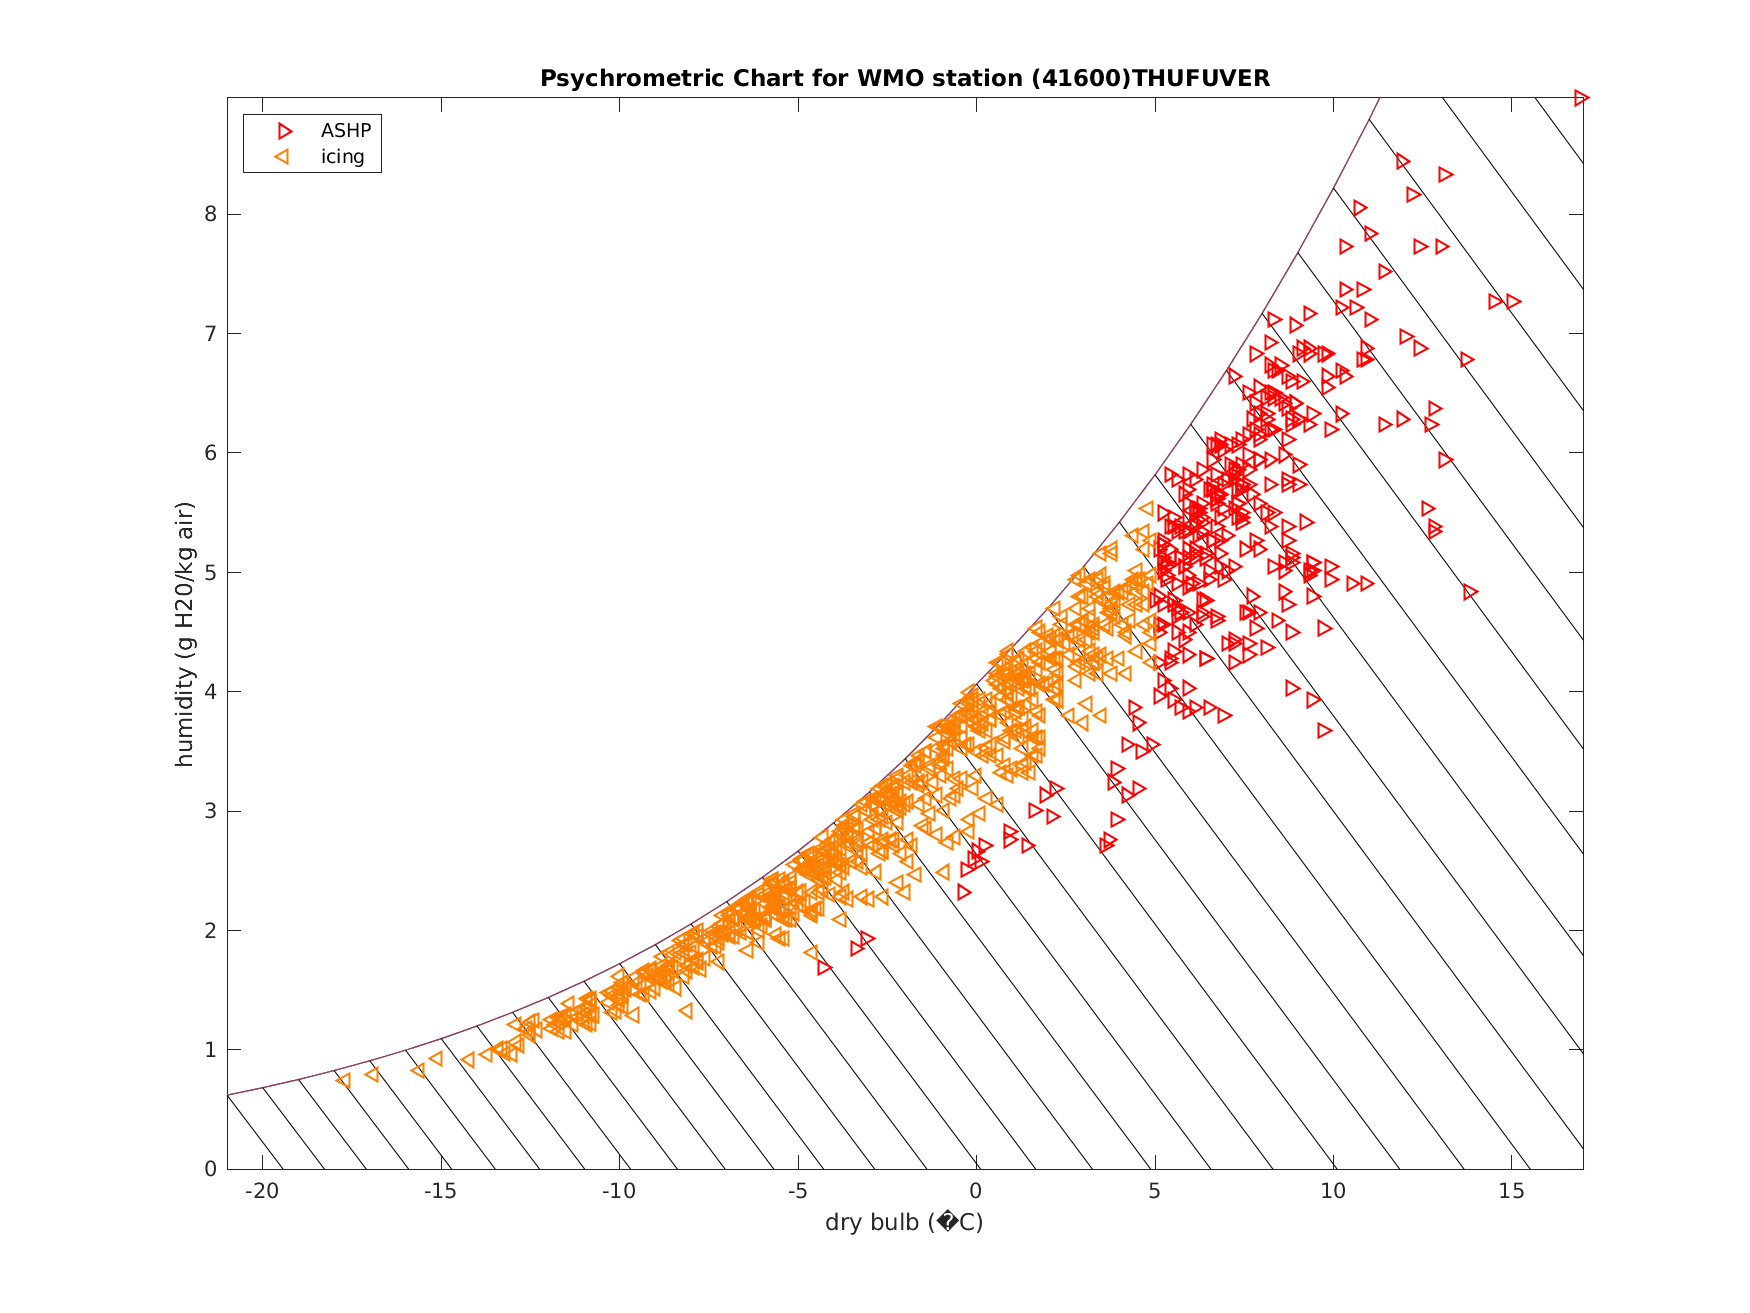 Psychrometric Chart for WMO station (41600)THUFUVER
ASHP
icing
humidity (g H20/kg air)
8
7
6
5
4
3
2
1
0
-20 -15 -10 -5 0 5 10 15
dry bulb (�C)